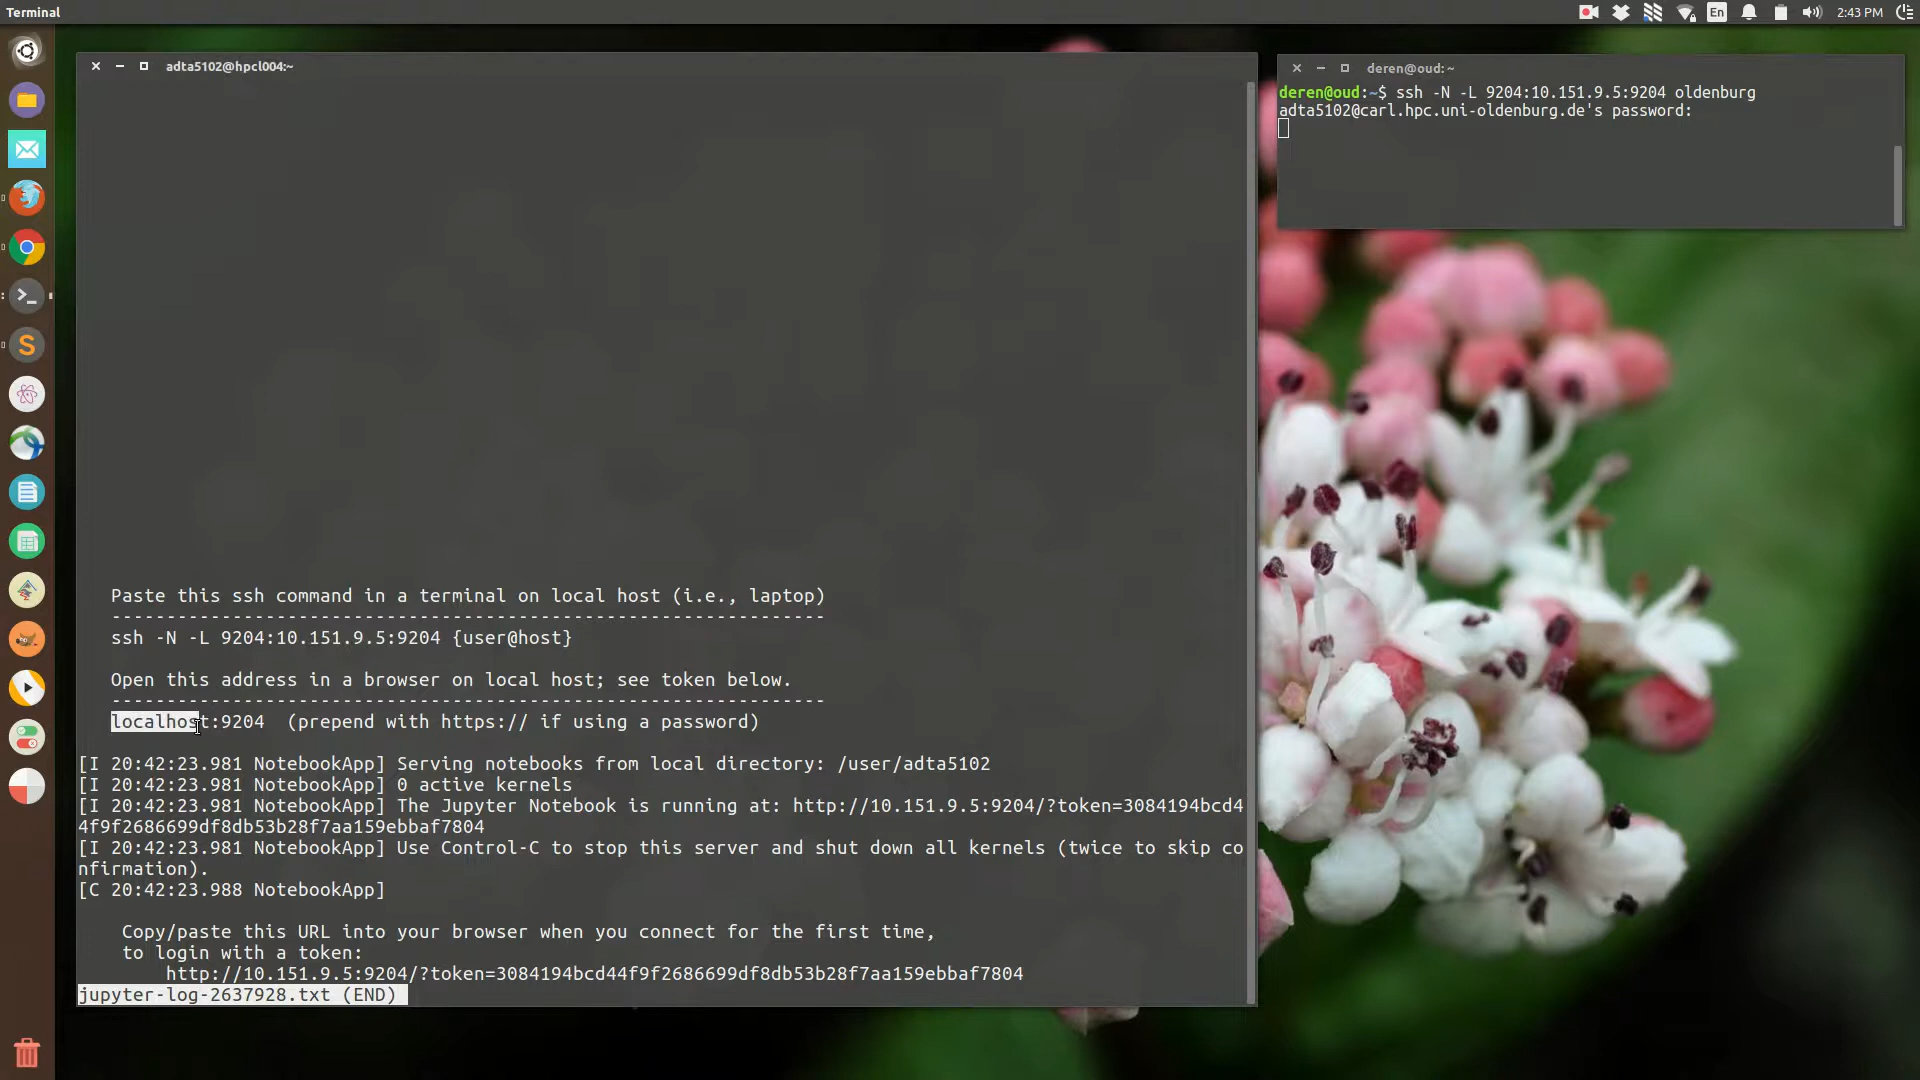 Terminal
En
2:43 PM
adta5102@hpcl004:~
deren@oud: ~
deren@oud:~$ ssh -N -L 9204:10.151.9.5:9204 oldenburg
adta5102@carl.hpc.uni-oldenburg.de's password:
Paste this ssh command in a terminal on local host (i.e., laptop)
-----------------------------------------------------------------
ssh -N -L 9204:10.151.9.5:9204 {user@host}
Open this address in a browser on local host; see token below.
-----------------------------------------------------------------
localhost:9204  (prepend with https:// if using a password)
[I 20:42:23.981 NotebookApp] Serving notebooks from local directory: /user/adta5102
[I 20:42:23.981 NotebookApp] 0 active kernels
[I 20:42:23.981 NotebookApp] The Jupyter Notebook is running at: http://10.151.9.5:9204/?token=3084194bcd4
4f9f2686699df8db53b28f7aa159ebbaf7804
[I 20:42:23.981 NotebookApp] Use Control-C to stop this server and shut down all kernels (twice to skip co
nfirmation).
[C 20:42:23.988 NotebookApp]
Copy/paste this URL into your browser when you connect for the first time,
to login with a token:
http://10.151.9.5:9204/?token=3084194bcd44f9f2686699df8db53b28f7aa159ebbaf7804
jupyter-log-2637928.txt (END)